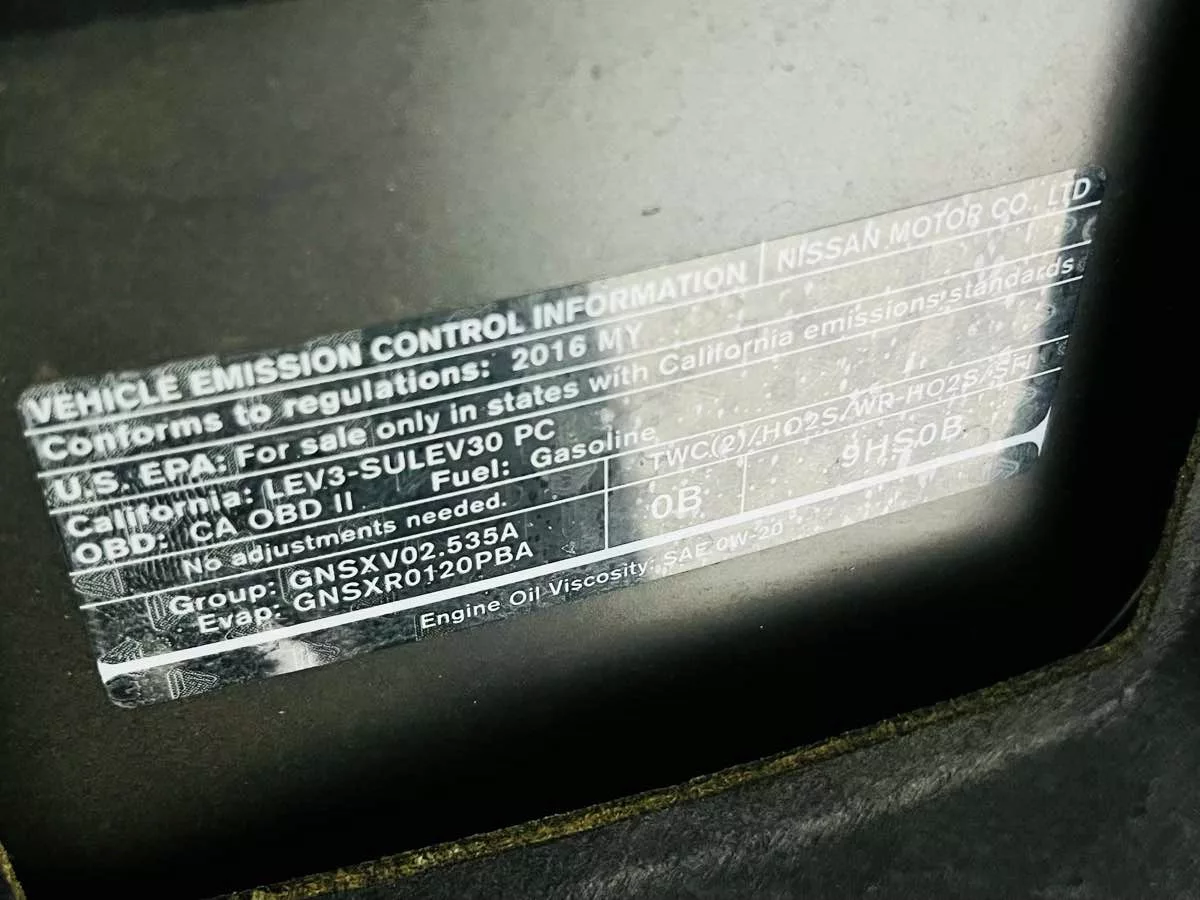 VEHICLE EMISSION CONTROL INFORMATION NISSAN MOTOR CO., LTD
Conforms to regulations: 2016 MY
U.S. EPA: For sale only in states with California emissions standards
California: LEV3-SULEV30 PC
OBD: CA OBD II Fuel: Gasoline
No adjustments needed. TWC(2)/HO2S/WR-HO2S/SFI
Group: GNSXV02.535A 0B 9HS0B
Evap: GNSXR0120PBA
Engine Oil Viscosity: SAE 0W-20